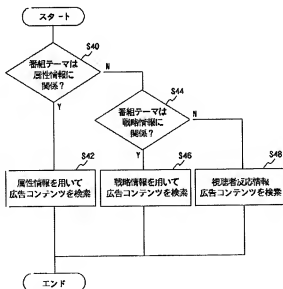 スタート
S40
番組テーマは
属性情報に
関係？
N
Y
S44
番組テーマは
戦略情報に
関係？
N
Y
S42
属性情報を用いて
広告コンテンツを検索
S46
戦略情報を用いて
広告コンテンツを検索
S48
視聴者反応情報
広告コンテンツを検索
エンド